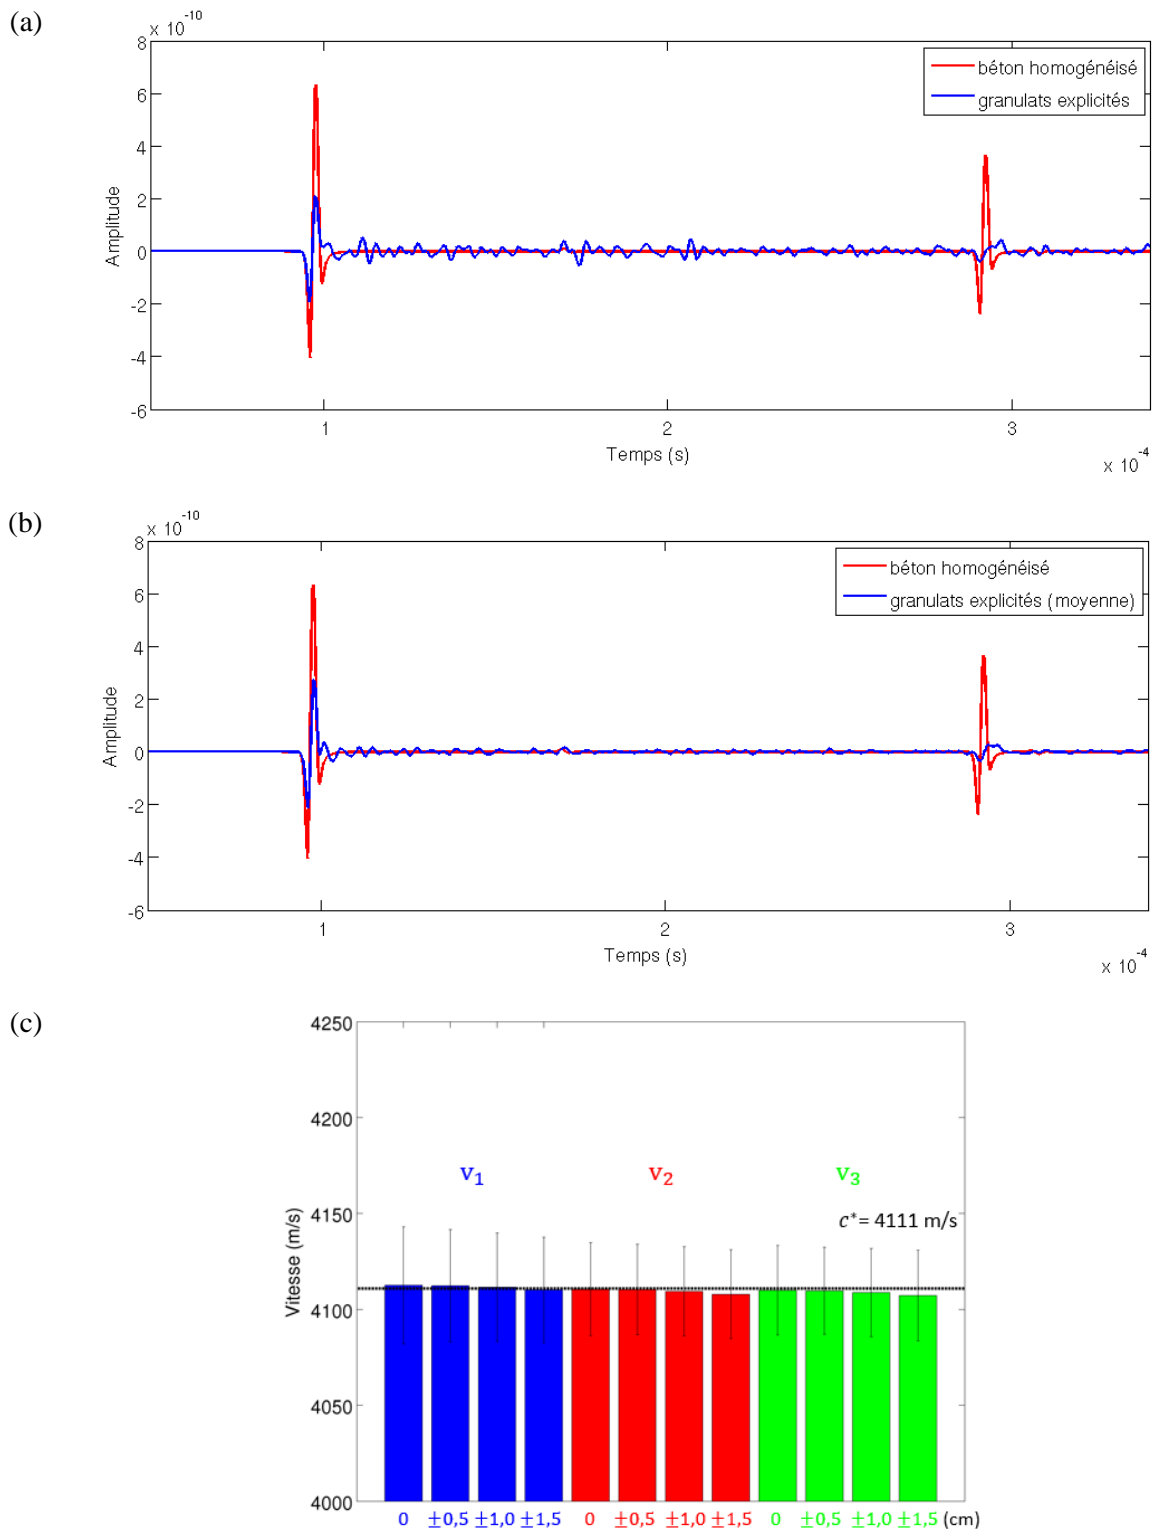 (a)
x 10^-10
8
6
4
2
0
-2
-4
-6
Amplitude
béton homogénéisé
granulats explicités
1 2 3
Temps (s)
x 10^-4
(b)
x 10^-10
8
6
4
2
0
-2
-4
-6
Amplitude
béton homogénéisé
granulats explicités (moyenne)
1 2 3
Temps (s)
x 10^-4
(c)
4250
4200
4150
4100
4050
4000
Vitesse (m/s)
v₁ v₂ v₃
c*= 4111 m/s
0 ±0,5 ±1,0 ±1,5 0 ±0,5 ±1,0 ±1,5 0 ±0,5 ±1,0 ±1,5 (cm)